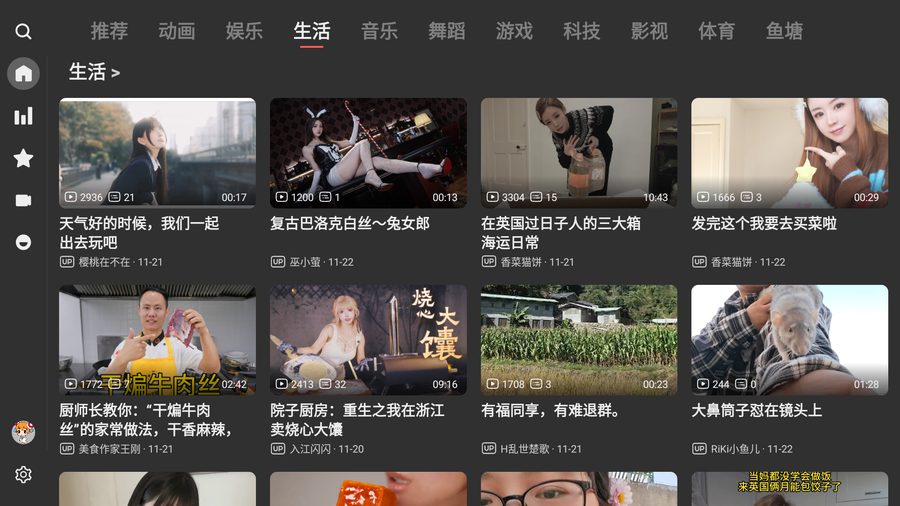 推荐 动画 娱乐 生活 音乐 舞蹈 游戏 科技 影视 体育 鱼塘
生活 >
2936 21 00:17
1200 1 00:13
3304 15 10:43
1666 3 00:29
天气好的时候，我们一起
出去玩吧
UP 樱桃在不在 · 11-21
复古巴洛克白丝～兔女郎
UP 巫小萤 · 11-22
在英国过日子人的三大箱
海运日常
UP 香菜猫饼 · 11-21
发完这个我要去买菜啦
UP 香菜猫饼 · 11-22
干煸牛肉丝
1772 7 02:42
烧心
大馕
2413 32 09:16
1708 3 00:23
244 0 01:28
厨师长教你：“干煸牛肉
丝”的家常做法，干香麻辣，
UP 美食作家王刚 · 11-21
院子厨房：重生之我在浙江
卖烧心大馕
UP 入江闪闪 · 11-20
有福同享，有难退群。
UP H乱世楚歌 · 11-21
大鼻筒子怼在镜头上
UP RiKi小鱼儿 · 11-22
当妈都没学会做饭
来英国俩月能包饺子了